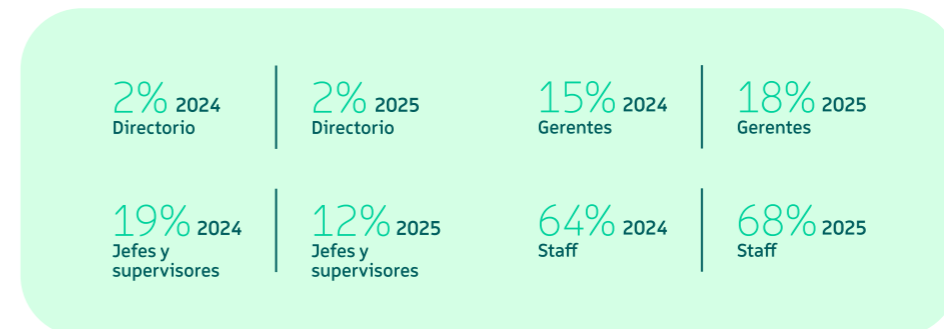 2% 2024
Directorio
2% 2025
Directorio
15% 2024
Gerentes
18% 2025
Gerentes
19% 2024
Jefes y
supervisores
12% 2025
Jefes y
supervisores
64% 2024
Staff
68% 2025
Staff